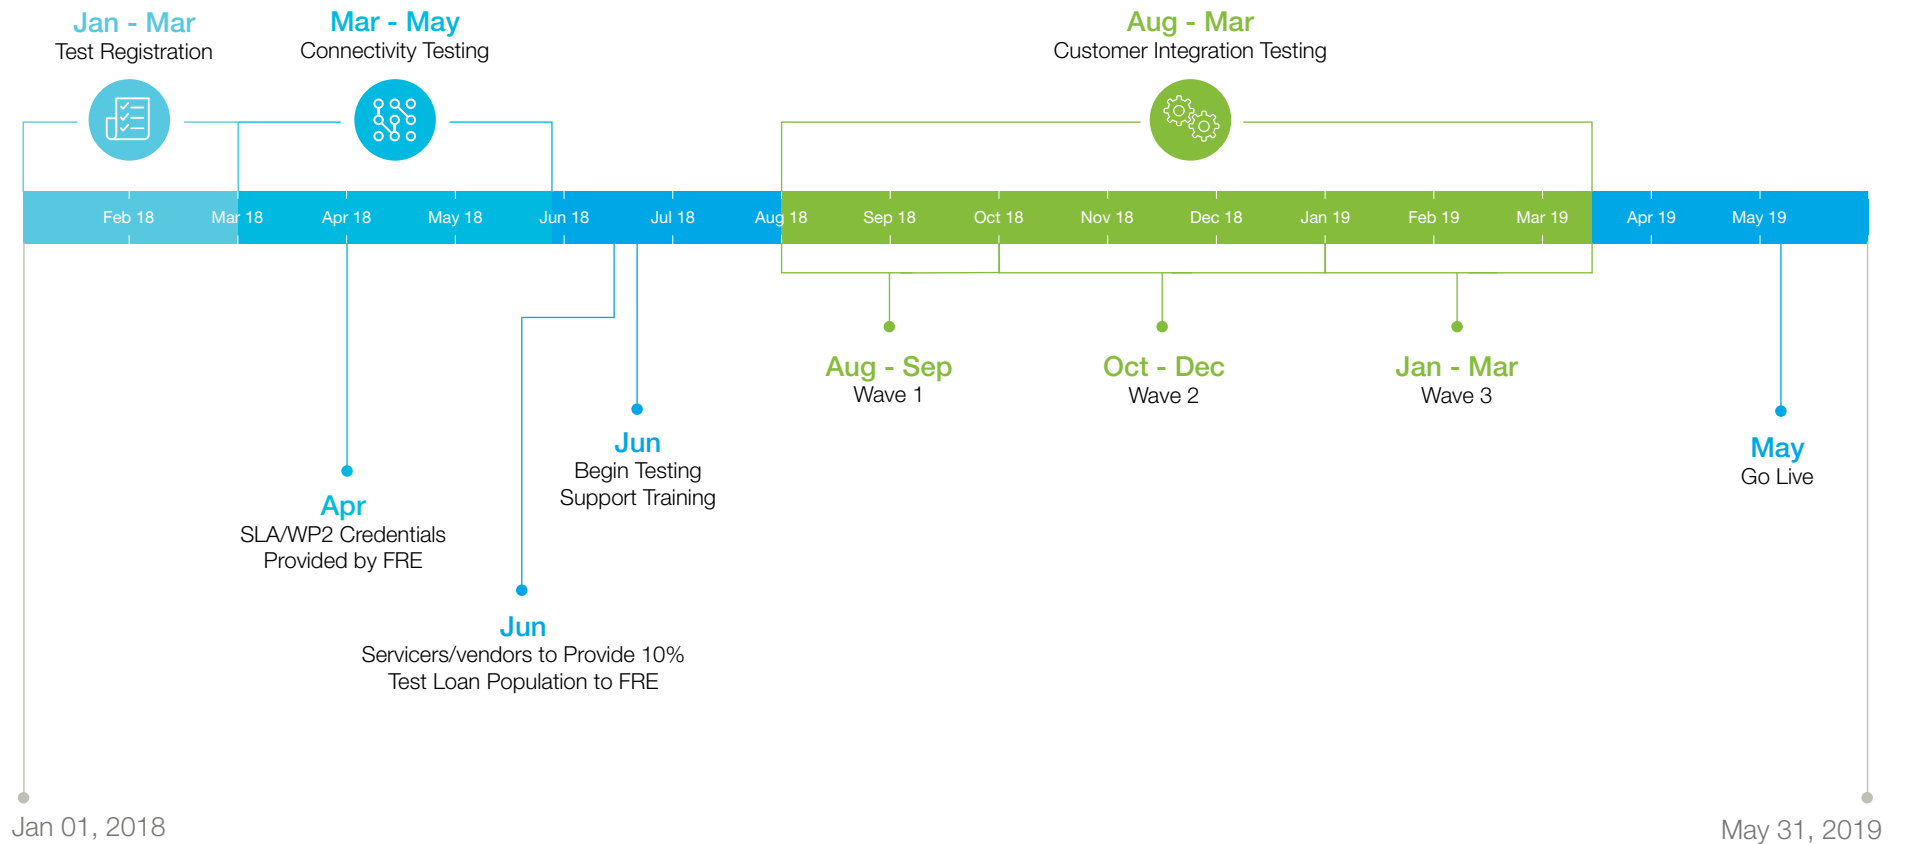 Jan - Mar
Test Registration
Mar - May
Connectivity Testing
Aug - Mar
Customer Integration Testing
Feb 18
Mar 18
Apr 18
May 18
Jun 18
Jul 18
Aug 18
Sep 18
Oct 18
Nov 18
Dec 18
Jan 19
Feb 19
Mar 19
Apr 19
May 19
Aug - Sep
Wave 1
Oct - Dec
Wave 2
Jan - Mar
Wave 3
Jun
Begin Testing
Support Training
May
Go Live
Apr
SLA/WP2 Credentials
Provided by FRE
Jun
Servicers/vendors to Provide 10%
Test Loan Population to FRE
Jan 01, 2018
May 31, 2019